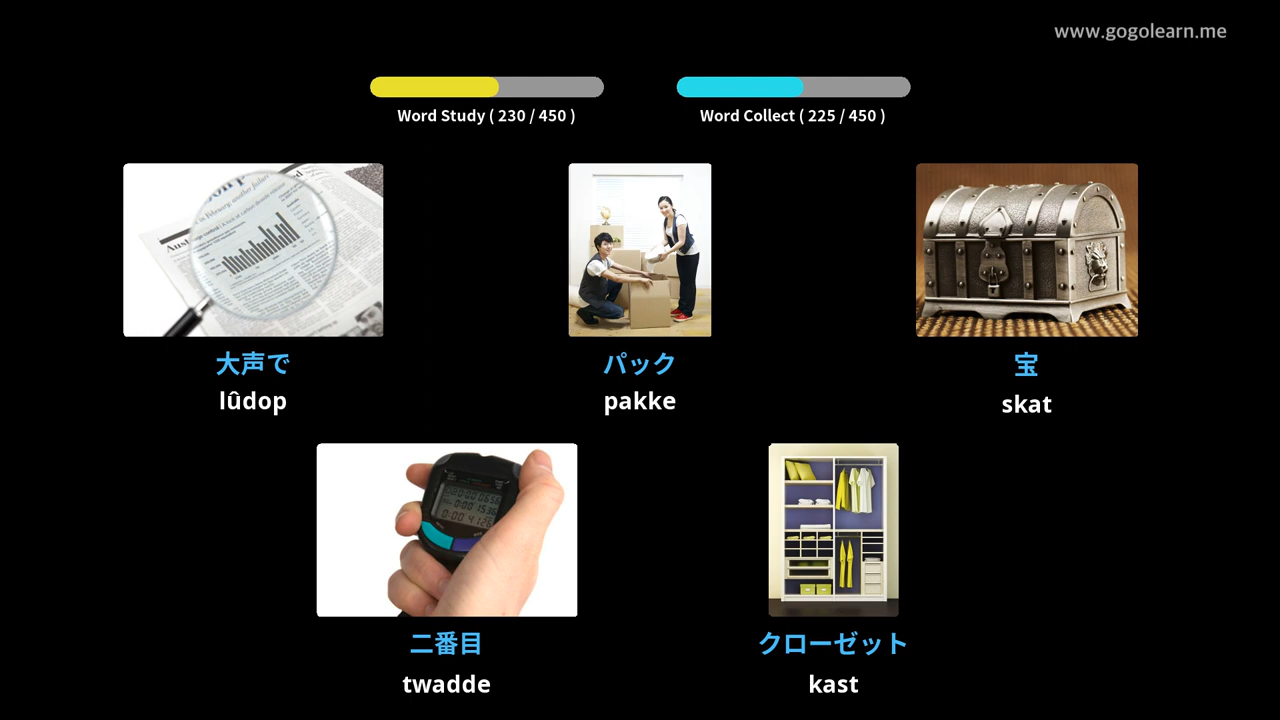 www.gogolearn.me
Word Study ( 230 / 450 )
Word Collect ( 225 / 450 )
大声で
lûdop
パック
pakke
宝
skat
二番目
twadde
クローゼット
kast